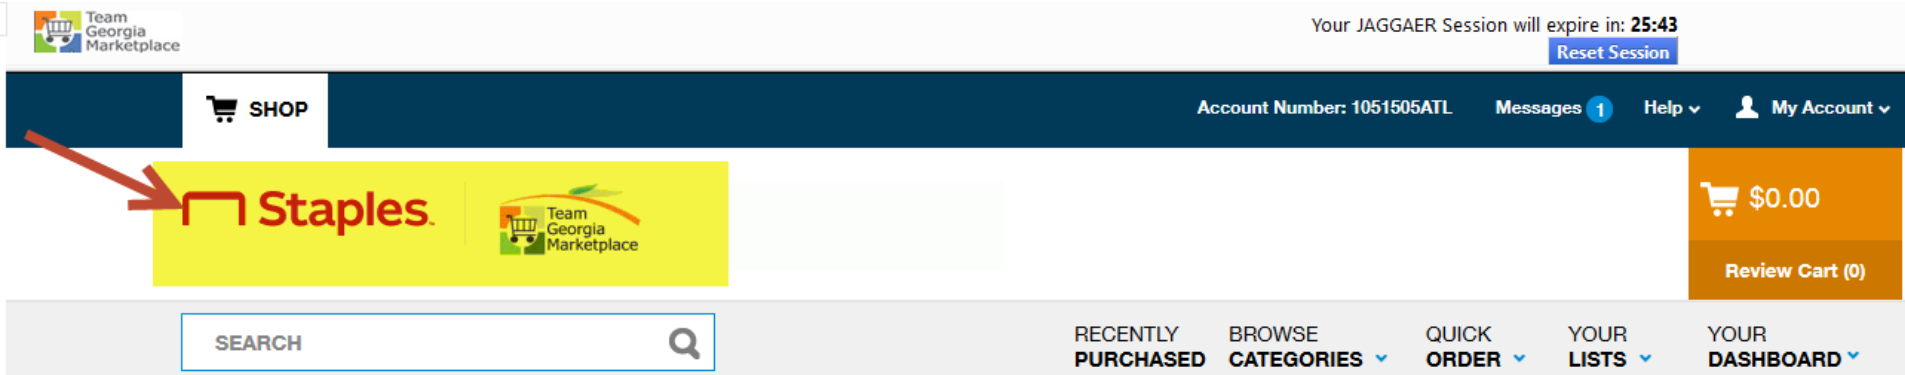 Team
Georgia
Marketplace
Your JAGGAER Session will expire in: 25:43
Reset Session
SHOP
Account Number: 1051505ATL
Messages 1
Help
My Account
Staples
Team
Georgia
Marketplace
$0.00
Review Cart (0)
SEARCH
RECENTLY
PURCHASED
BROWSE
CATEGORIES
QUICK
ORDER
YOUR
LISTS
YOUR
DASHBOARD